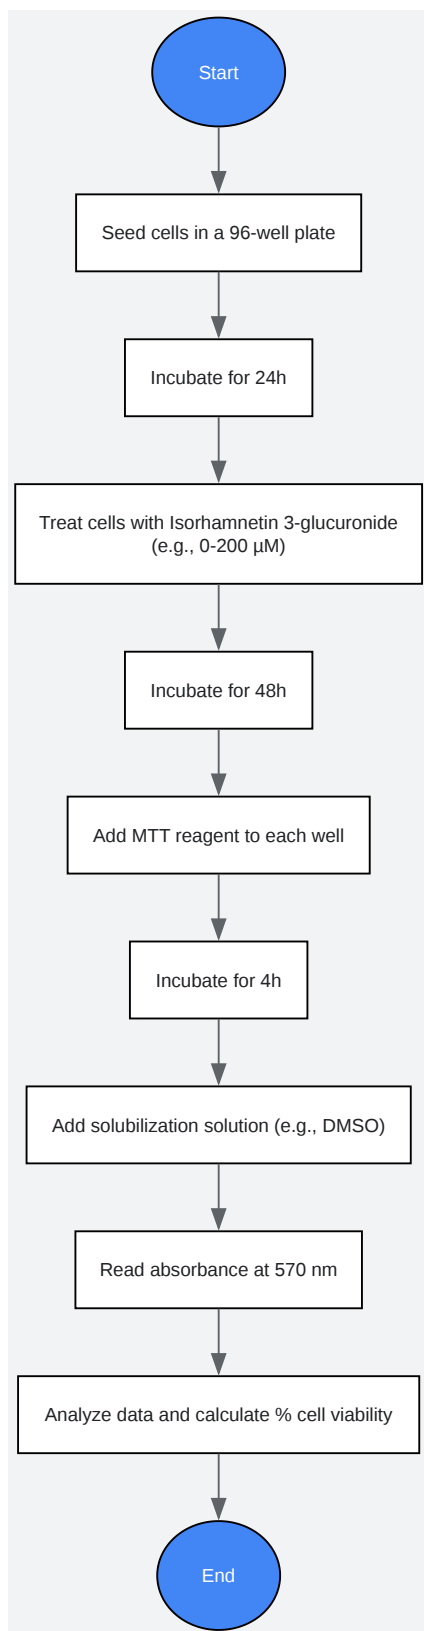 Start
Seed cells in a 96-well plate
Incubate for 24h
Treat cells with Isorhamnetin 3-glucuronide
(e.g., 0-200 µM)
Incubate for 48h
Add MTT reagent to each well
Incubate for 4h
Add solubilization solution (e.g., DMSO)
Read absorbance at 570 nm
Analyze data and calculate % cell viability
End